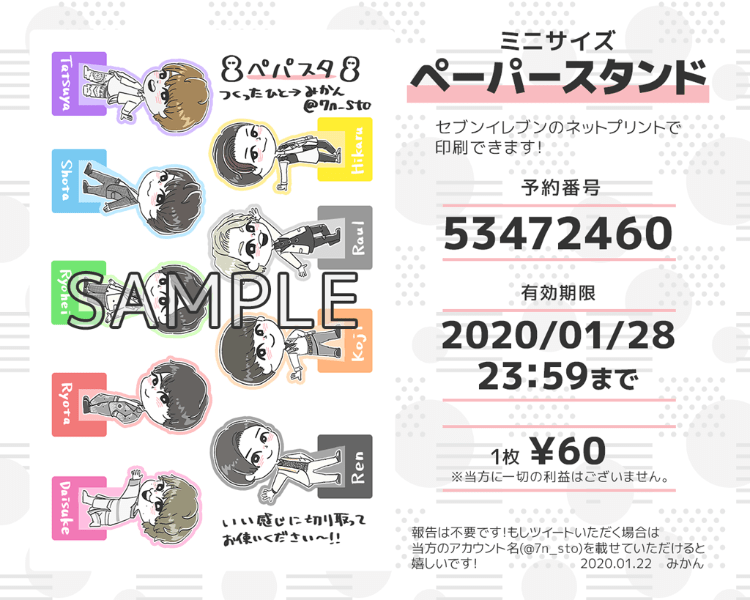 ペパスタ
つくったひと→みかん
@7n_sto
Tatsuya
Hikaru
Shota
Raul
Ryohei
SAMPLE
Koji
Ryota
Ren
Daisuke
いい感じに切り取って
お使いください〜!!
ミニサイズ
ペーパースタンド
セブンイレブンのネットプリントで
印刷できます!
予約番号
53472460
有効期限
2020/01/28
23:59まで
1枚 ¥60
※当方に一切の利益はございません。
報告は不要です!もしツイートいただく場合は
当方のアカウント名(@7n_sto)を載せていただけると
嬉しいです!
2020.01.22 みかん